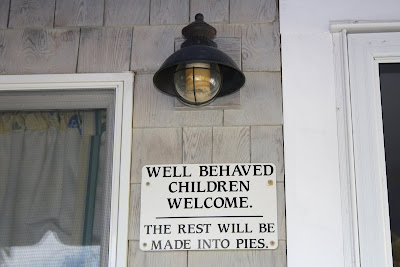 WELL BEHAVED
CHILDREN
WELCOME.
THE REST WILL BE
MADE INTO PIES.